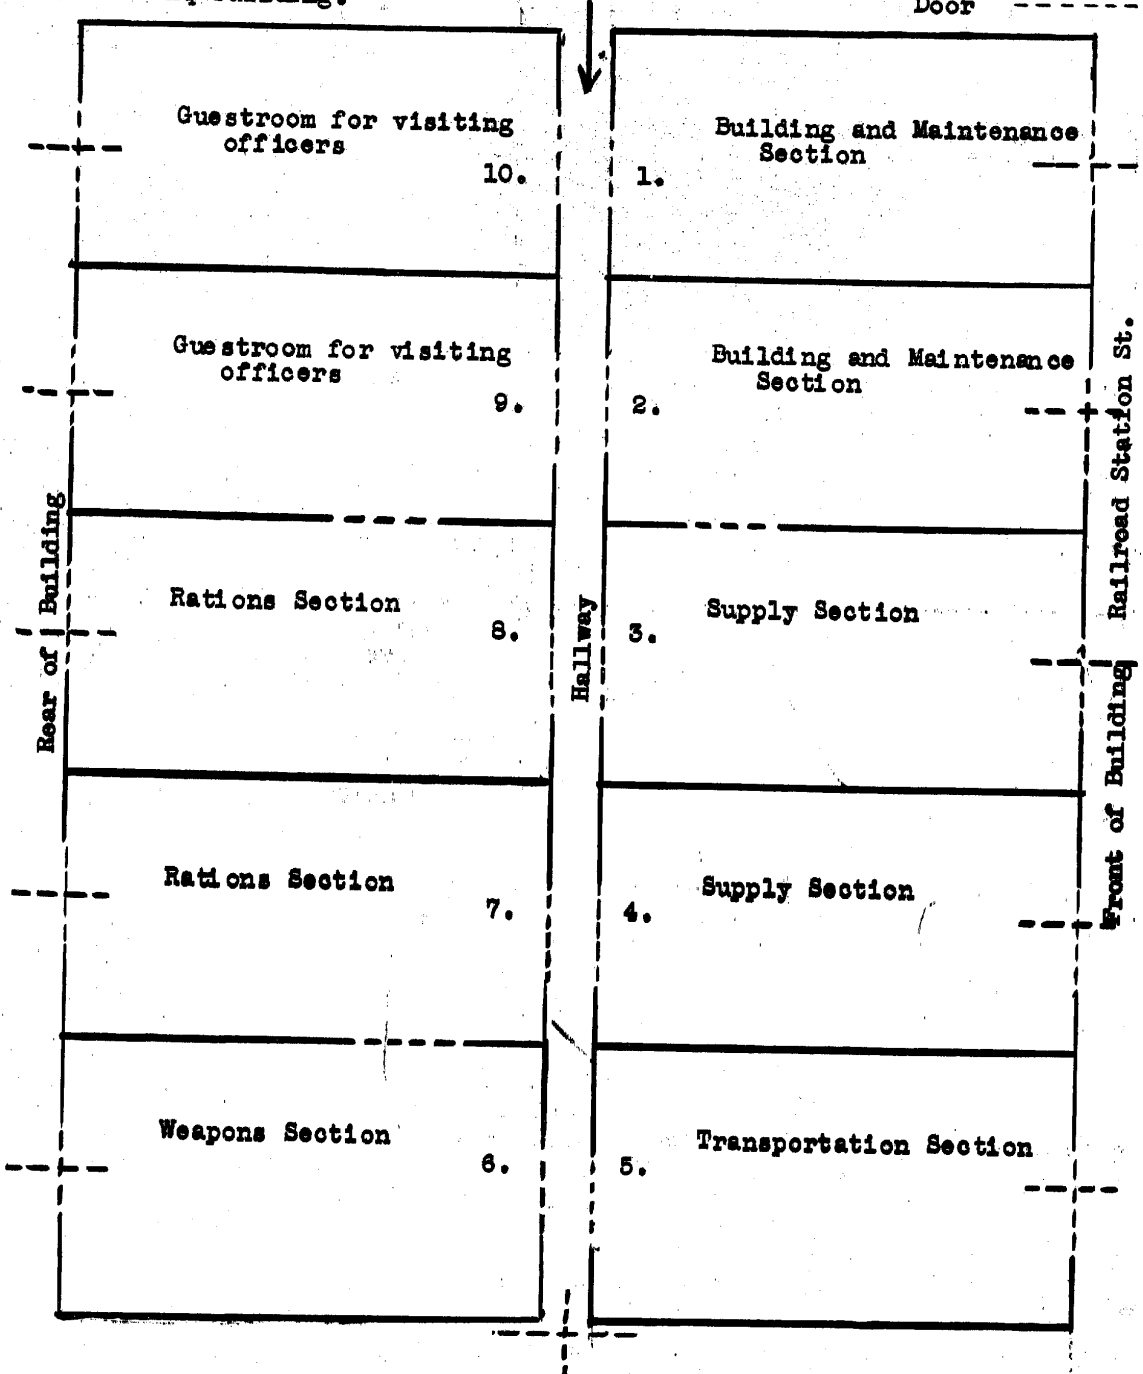 Building.
Door
Guestroom for visiting
officers
10.
Building and Maintenance
Section
1.
Guestroom for visiting
officers
9.
Building and Maintenance
Section
2.
Rations Section
8.
Supply Section
3.
Rations Section
7.
Supply Section
4.
Weapons Section
6.
Transportation Section
5.
Rear of Building
Hallway
Front of Building Railroad Station St.